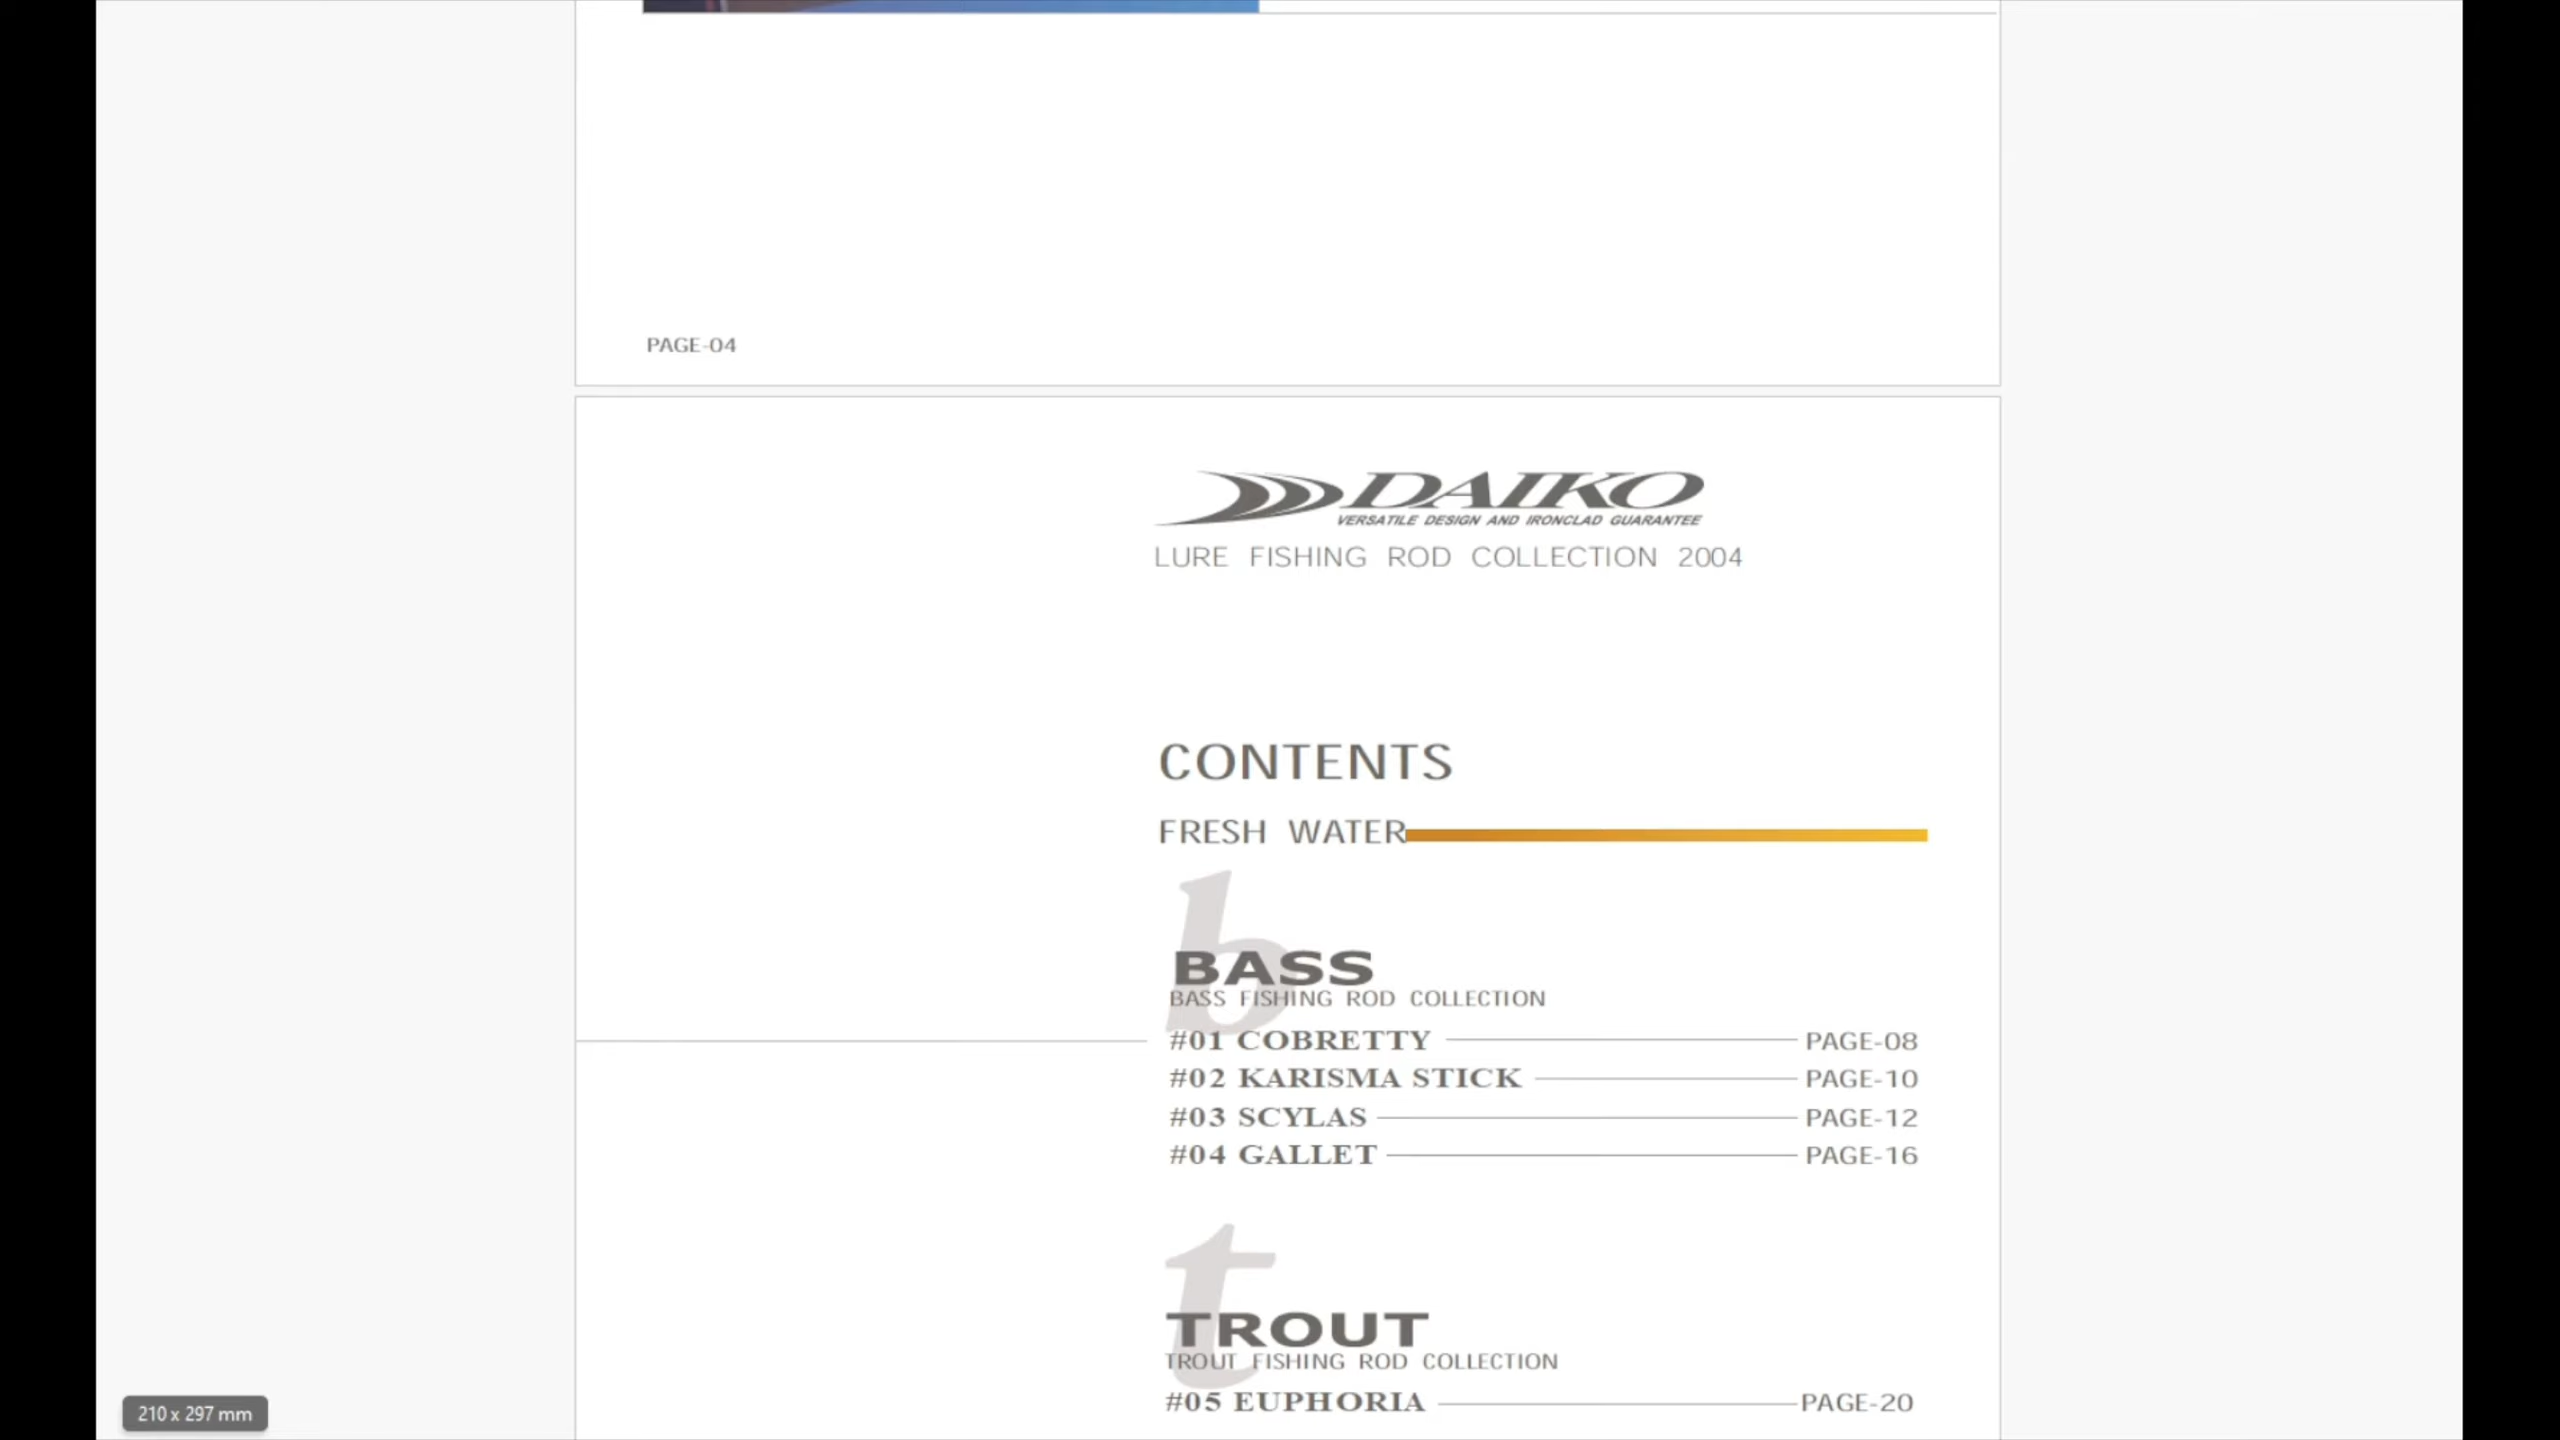 PAGE-04
DAIKO
VERSATILE DESIGN AND IRONCLAD GUARANTEE
LURE FISHING ROD COLLECTION 2004
CONTENTS
FRESH WATER
b
BASS
BASS FISHING ROD COLLECTION
#01 COBRETTY PAGE-08
#02 KARISMA STICK PAGE-10
#03 SCYLAS PAGE-12
#04 GALLET PAGE-16
t
TROUT
TROUT FISHING ROD COLLECTION
#05 EUPHORIA PAGE-20
210 x 297 mm